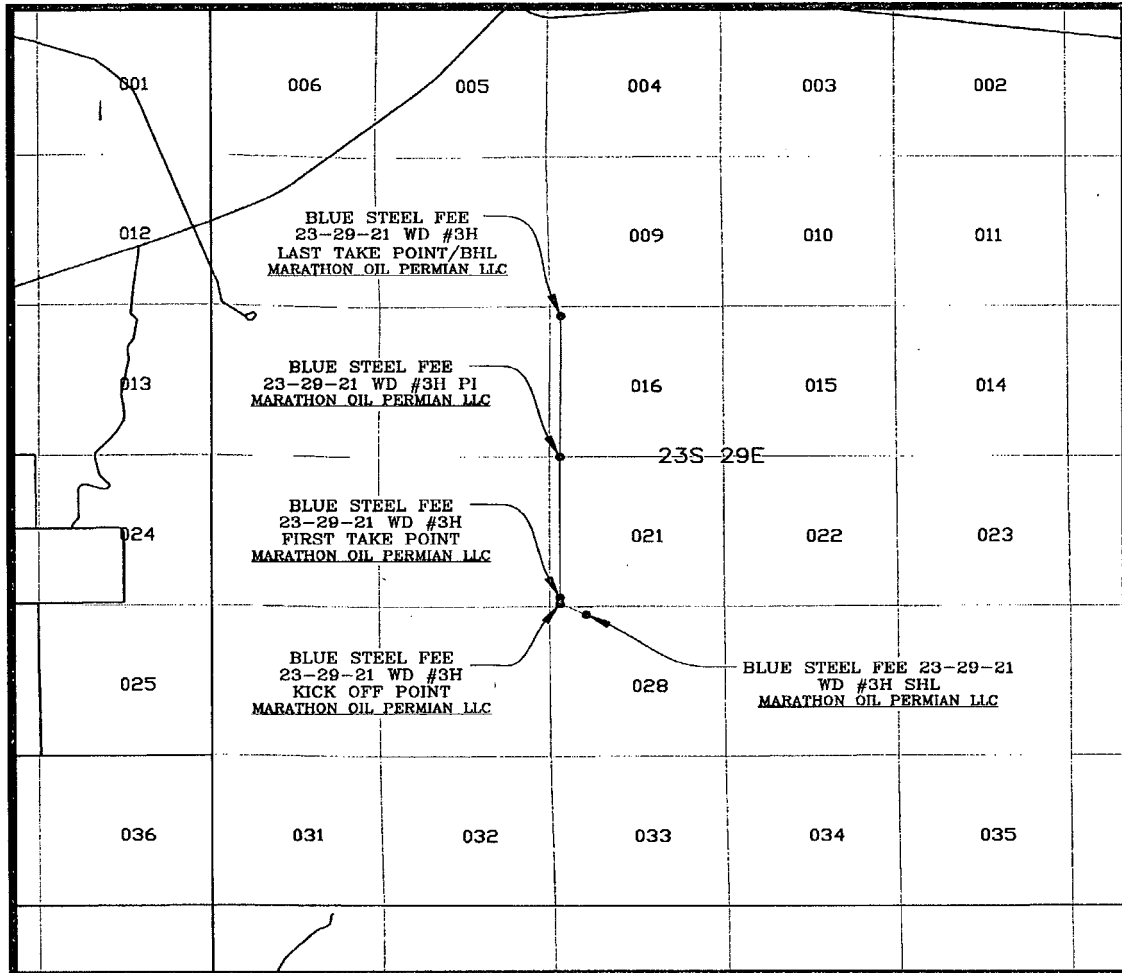 001
006
005
004
003
002
012
BLUE STEEL FEE
23-29-21 WD #3H
LAST TAKE POINT/BHL
MARATHON OIL PERMIAN LLC
009
010
011
013
BLUE STEEL FEE
23-29-21 WD #3H PI
MARATHON OIL PERMIAN LLC
016
015
014
23S 29E
024
BLUE STEEL FEE
23-29-21 WD #3H
FIRST TAKE POINT
MARATHON OIL PERMIAN LLC
021
022
023
025
BLUE STEEL FEE
23-29-21 WD #3H
KICK OFF POINT
MARATHON OIL PERMIAN LLC
028
BLUE STEEL FEE 23-29-21
WD #3H SHL
MARATHON OIL PERMIAN LLC
036
031
032
033
034
035